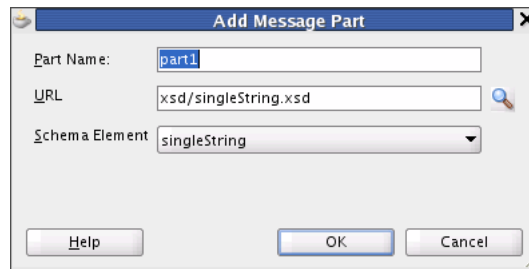 Add Message Part
Part Name: part1
URL xsd/singleString.xsd
Schema Element singleString
Help OK Cancel